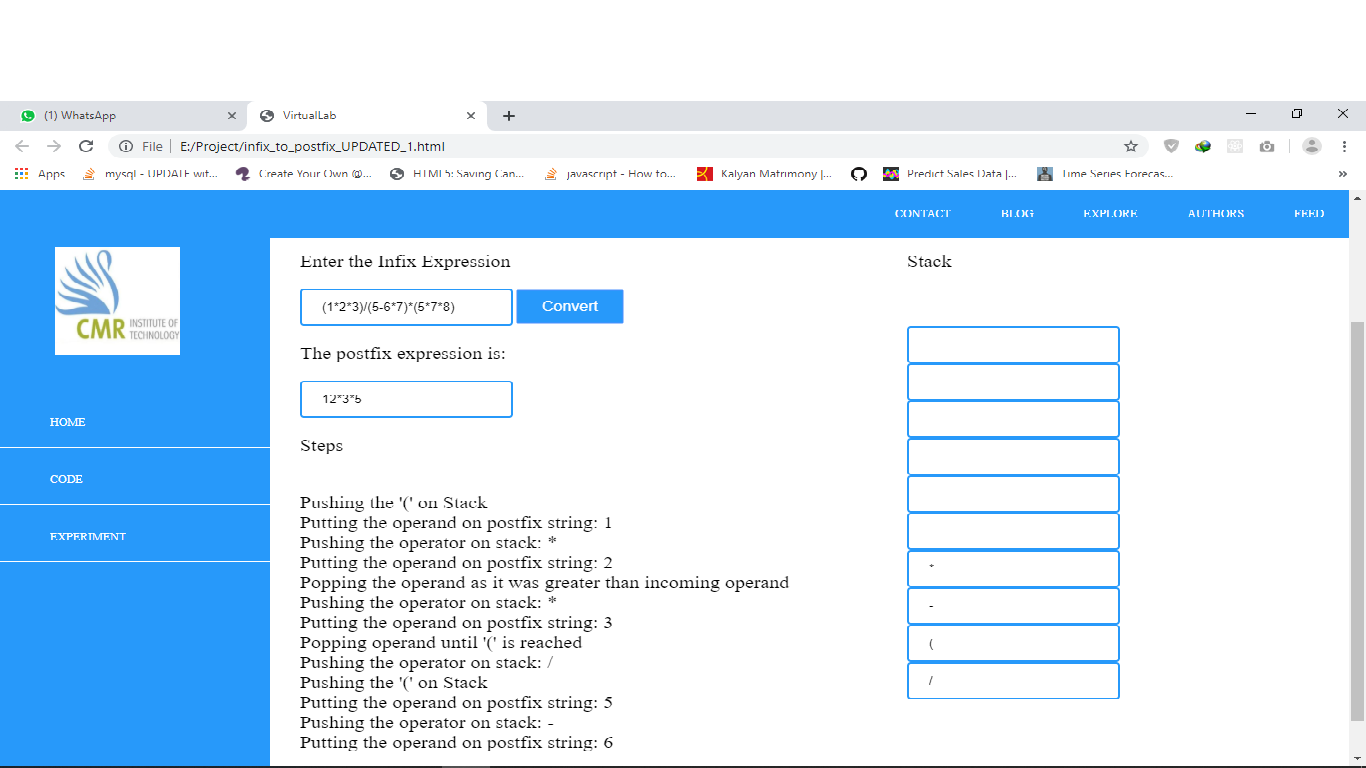 (1) WhatsApp
VirtualLab
File
E:/Project/infix_to_postfix_UPDATED_1.html
Apps
mysql - UPDATE wit...
Create Your Own @...
HTML5: Saving Can...
javascript - How to...
Kalyan Matrimony |...
Predict Sales Data |...
Time Series Forecas...
»
CONTACT BLOG EXPLORE AUTHORS FEED
CMR INSTITUTE OF
TECHNOLOGY
HOME
CODE
EXPERIMENT
Enter the Infix Expression
(1*2*3)/(5-6*7)*(5*7*8)
Convert
The postfix expression is:
12*3*5
Steps
Pushing the '(' on Stack
Putting the operand on postfix string: 1
Pushing the operator on stack: *
Putting the operand on postfix string: 2
Popping the operand as it was greater than incoming operand
Pushing the operator on stack: *
Putting the operand on postfix string: 3
Popping operand until '(' is reached
Pushing the operator on stack: /
Pushing the '(' on Stack
Putting the operand on postfix string: 5
Pushing the operator on stack: -
Putting the operand on postfix string: 6
Stack
*
-
(
/